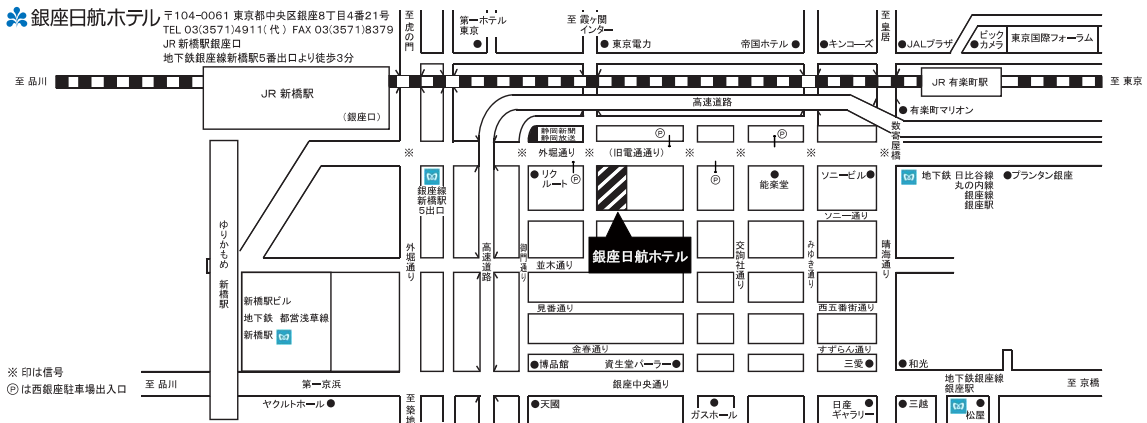 銀座日航ホテル
〒104-0061 東京都中央区銀座8丁目4番21号
TEL 03(3571)4911(代) FAX 03(3571)8379
JR 新橋駅銀座口
地下鉄銀座線新橋駅5番出口より徒歩3分
至 虎の門
第一ホテル
東京
至 霞ヶ関
インター
東京電力
帝国ホテル
キンコーズ
至 皇居
JALプラザ
ビック
カメラ
東京国際フォーラム
至 品川
JR 新橋駅
(銀座口)
JR 有楽町駅
至 東京
高速道路
有楽町マリオン
数寄屋橋
静岡新聞
静岡放送
Ⓟ
Ⓟ
※
※
外堀通り
※
(旧電通通り)
※
※
※
※
リク
ルート
Ⓟ
Ⓟ
能楽堂
ソニービル
地下鉄 日比谷線
丸の内線
銀座線
銀座駅
プランタン銀座
銀座線
新橋駅
5出口
ソニー通り
ゆりかもめ 新橋駅
外堀通り
高速道路
御門通り
銀座日航ホテル
交詢社通り
みゆき通り
晴海通り
並木通り
新橋駅ビル
地下鉄 都営浅草線
新橋駅
見番通り
西五番街通り
金春通り
すずらん通り
博品館
資生堂パーラー
三愛
和光
※ 印は信号
Ⓟは西銀座駐車場出入口
至 品川
第一京浜
銀座中央通り
地下鉄銀座線
銀座駅
至 京橋
ヤクルトホール
至 築地
天國
ガスホール
日産
ギャラリー
三越
松屋